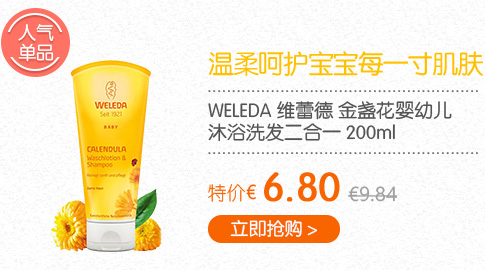 人气
单品
温柔呵护宝宝每一寸肌肤
WELEDA 维蕾德 金盏花婴幼儿
沐浴洗发二合一 200ml
特价€ 6.80 €9.84
立即抢购 >
WELEDA
Seit 1921
BABY
CALENDULA
Waschlotion &
Shampoo